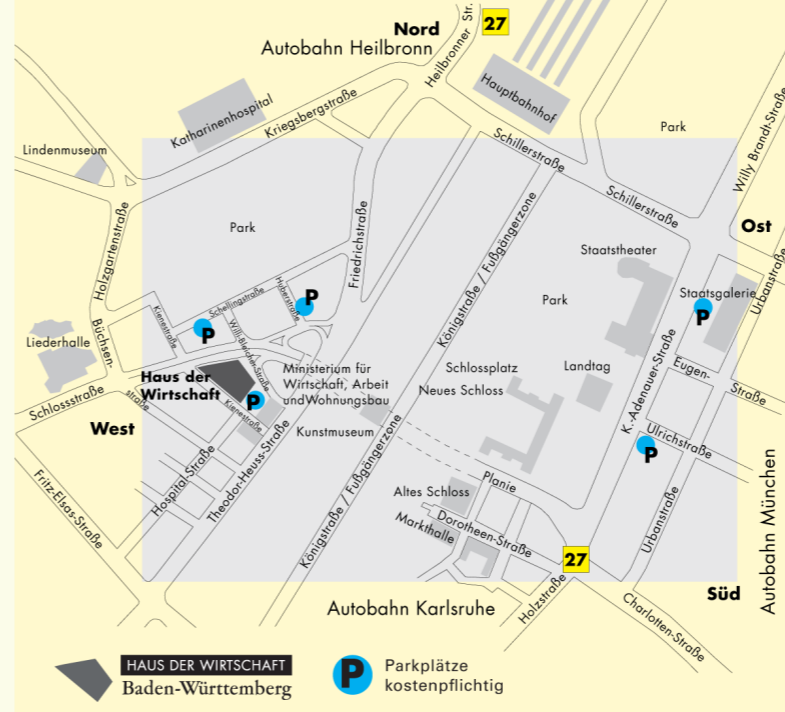 Nord
27
Autobahn Heilbronn
Heilbronner Str.
Hauptbahnhof
Katharinenhospital
Kriegsbergstraße
Lindenmuseum
Park
Schillerstraße
Willy Brandt-Straße
Schillerstraße
Holzgartenstraße
Park
Friedrichstraße
Königstraße / Fußgängerzone
Ost
Staatstheater
Urbanstraße
Staatsgalerie
P
Park
Schellingstraße
Huberstraße
P
Kienestraße
P
Willi-Bleicher-Straße
Büchsen-
straße
Liederhalle
Haus der
Wirtschaft
P
Kienestraße
Ministerium für
Wirtschaft, Arbeit
undWohnungsbau
Schlossplatz
Neues Schloss
Landtag
K.-Adenauer-Straße
Eugen-
Straße
Schlossstraße
West
Kunstmuseum
Ulrichstraße
P
Hospital-Straße
Theodor-Heuss-Straße
Fritz-Elsas-Straße
Königstraße / Fußgängerzone
Planie
Altes Schloss
Markthalle
Dorotheen-Straße
Urbanstraße
Autobahn München
27
Holzstraße
Süd
Charlotten-Straße
Autobahn Karlsruhe
HAUS DER WIRTSCHAFT
Baden-Württemberg
P
Parkplätze
kostenpflichtig